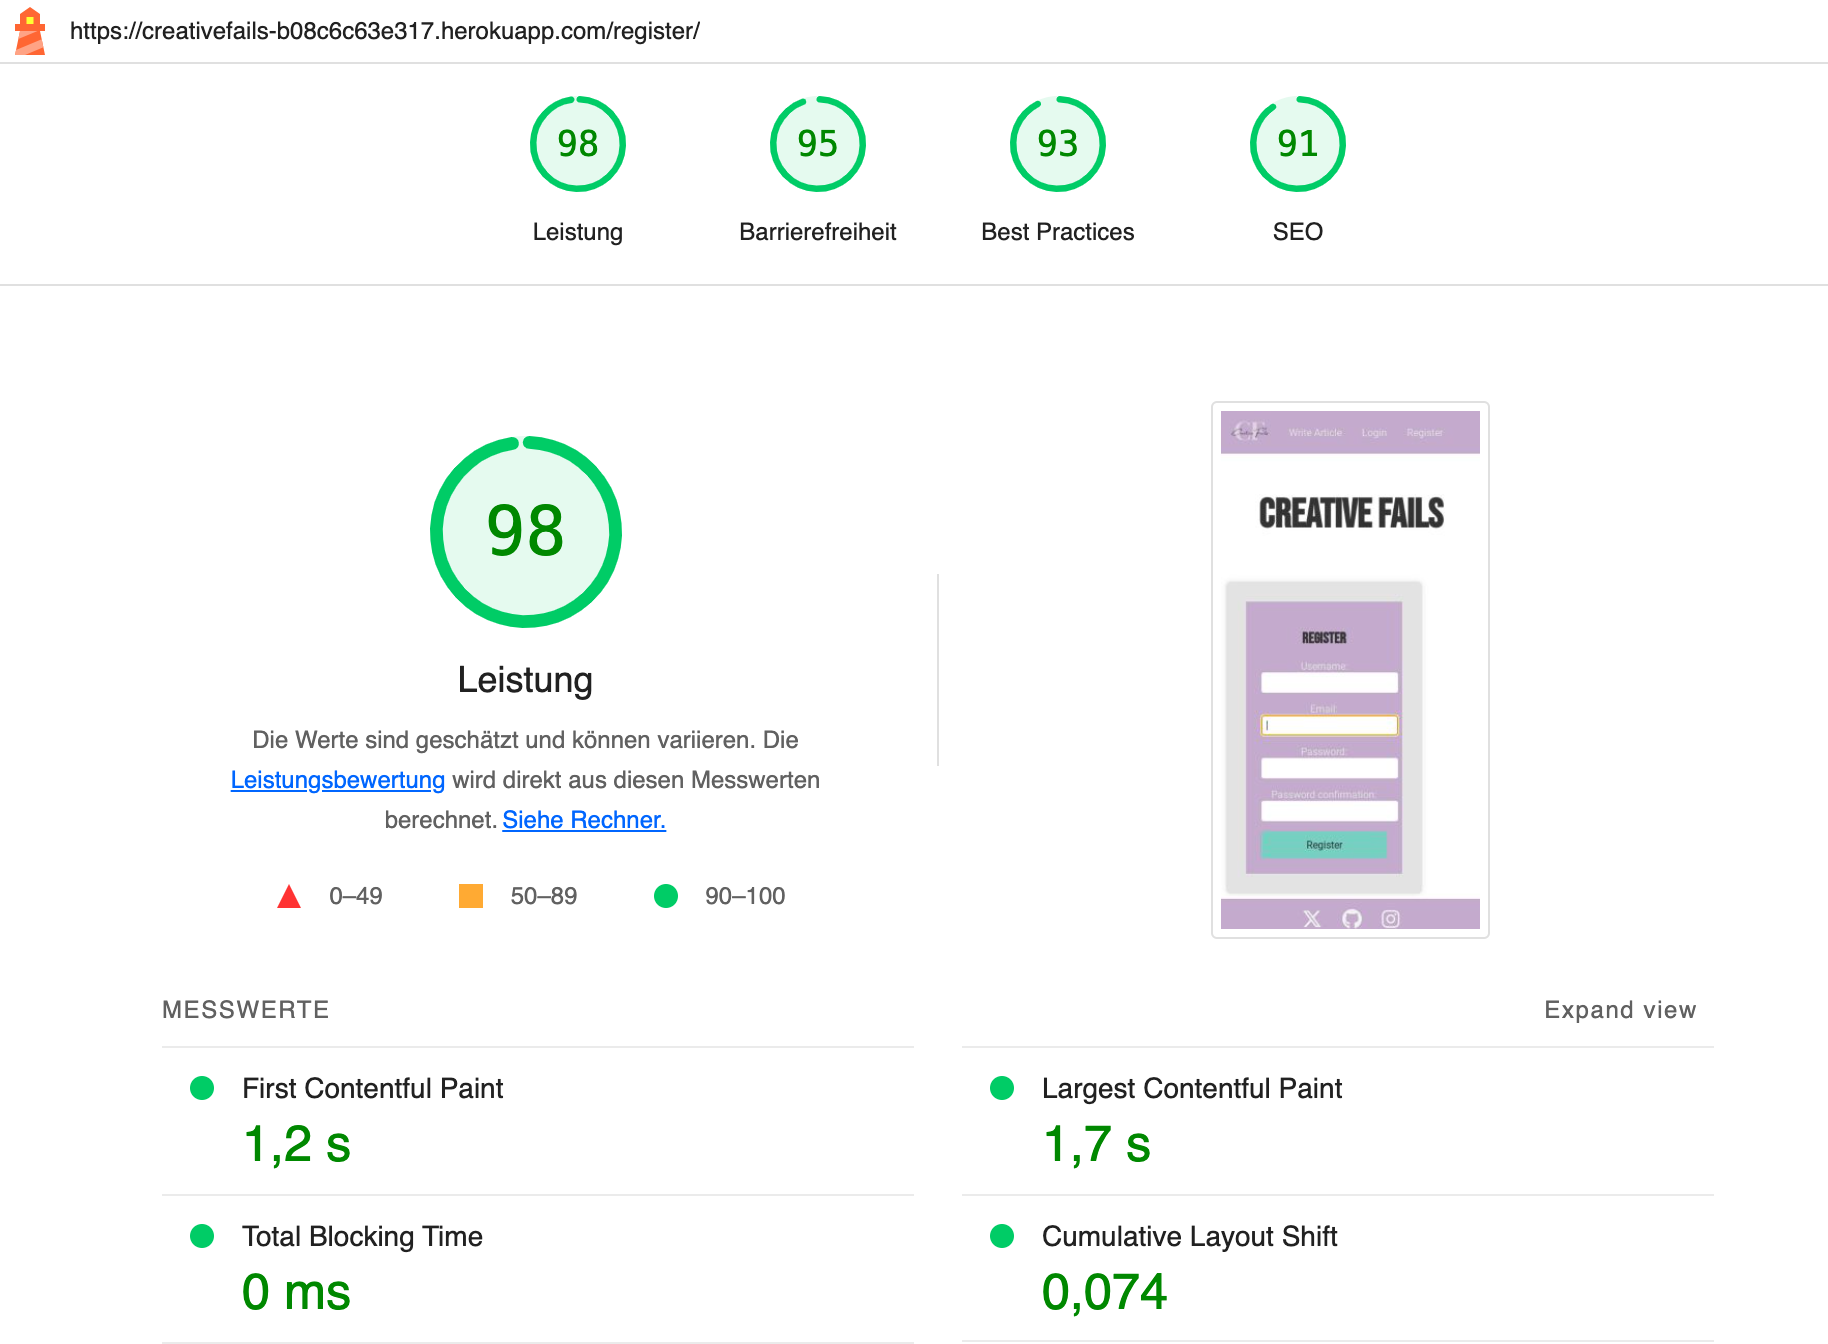 https://creativefails-b08c6c63e317.herokuapp.com/register/
98
95
93
91
Leistung
Barrierefreiheit
Best Practices
SEO
98
Leistung
Die Werte sind geschätzt und können variieren. Die
Leistungsbewertung wird direkt aus diesen Messwerten
berechnet. Siehe Rechner.
0–49
50–89
90–100
CF
Write Article
Login
Register
CREATIVE FAILS
REGISTER
Username:
Email:
Password:
Password confirmation:
Register
MESSWERTE
Expand view
First Contentful Paint
1,2 s
Largest Contentful Paint
1,7 s
Total Blocking Time
0 ms
Cumulative Layout Shift
0,074